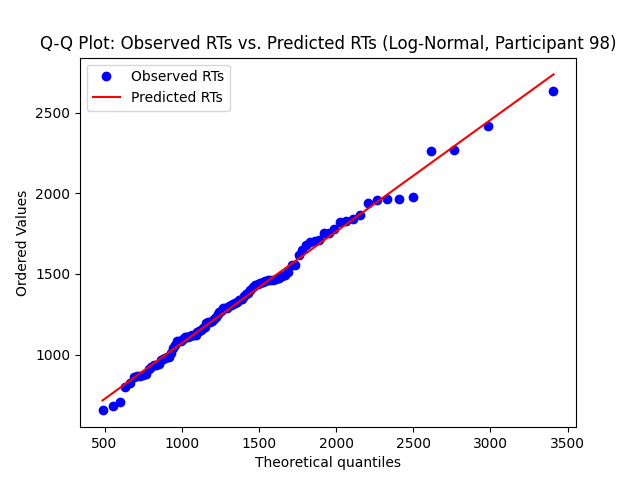 Q-Q Plot: Observed RTs vs. Predicted RTs (Log-Normal, Participant 98)
Observed RTs
Predicted RTs
Ordered Values
2500
2000
1500
1000
500 1000 1500 2000 2500 3000 3500
Theoretical quantiles